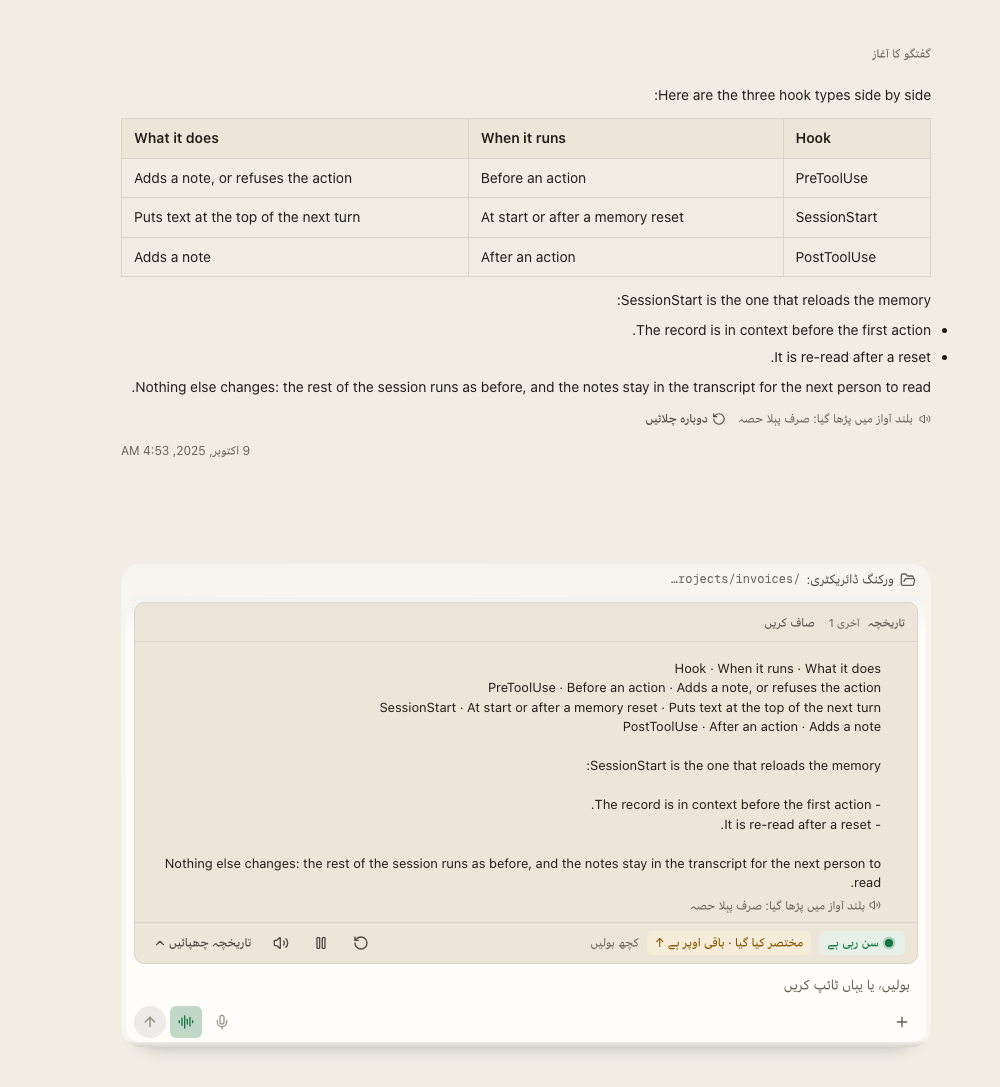 گفتگو کا آغاز
Here are the three hook types side by side:
Hook When it runs What it does
PreToolUse Before an action Adds a note, or refuses the action
SessionStart At start or after a memory reset Puts text at the top of the next turn
PostToolUse After an action Adds a note
SessionStart is the one that reloads the memory:
• The record is in context before the first action.
• It is re-read after a reset.
Nothing else changes: the rest of the session runs as before, and the notes stay in the transcript for the next person to read.
بلند آواز میں پڑھا گیا: صرف پہلا حصہ دوبارہ چلائیں
9 اکتوبر, 2025, 4:53 AM
ورکنگ ڈائریکٹری: /rojects/invoices…
تاریخچہ آخری 1 صاف کریں
Hook · When it runs · What it does
PreToolUse · Before an action · Adds a note, or refuses the action
SessionStart · At start or after a memory reset · Puts text at the top of the next turn
PostToolUse · After an action · Adds a note
SessionStart is the one that reloads the memory:
- The record is in context before the first action.
- It is re-read after a reset.
Nothing else changes: the rest of the session runs as before, and the notes stay in the transcript for the next person to
read.
بلند آواز میں پڑھا گیا: صرف پہلا حصہ
سن رہی ہے مختصر کیا گیا · باقی اوپر ہے ↑ کچھ بولیں تاریخچہ چھپائیں
بولیں، یا یہاں ٹائپ کریں